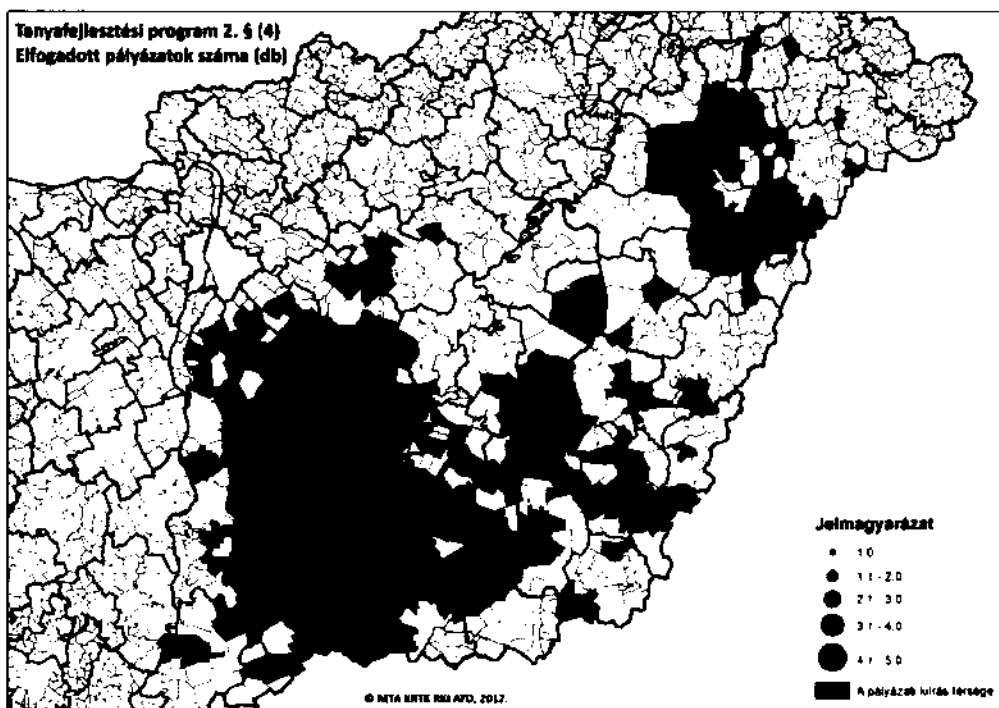 Tanyafejlesztési program 2. § (4)
Elfogadott pályázatok száma (db)
Jelmagyarázat
1.0
1.1 - 2.0
2.1 - 3.0
3.1 - 4.0
4.1 - 5.0
A pályázati kiírás térsége
© MTA KRTK RKI ATO, 2012.